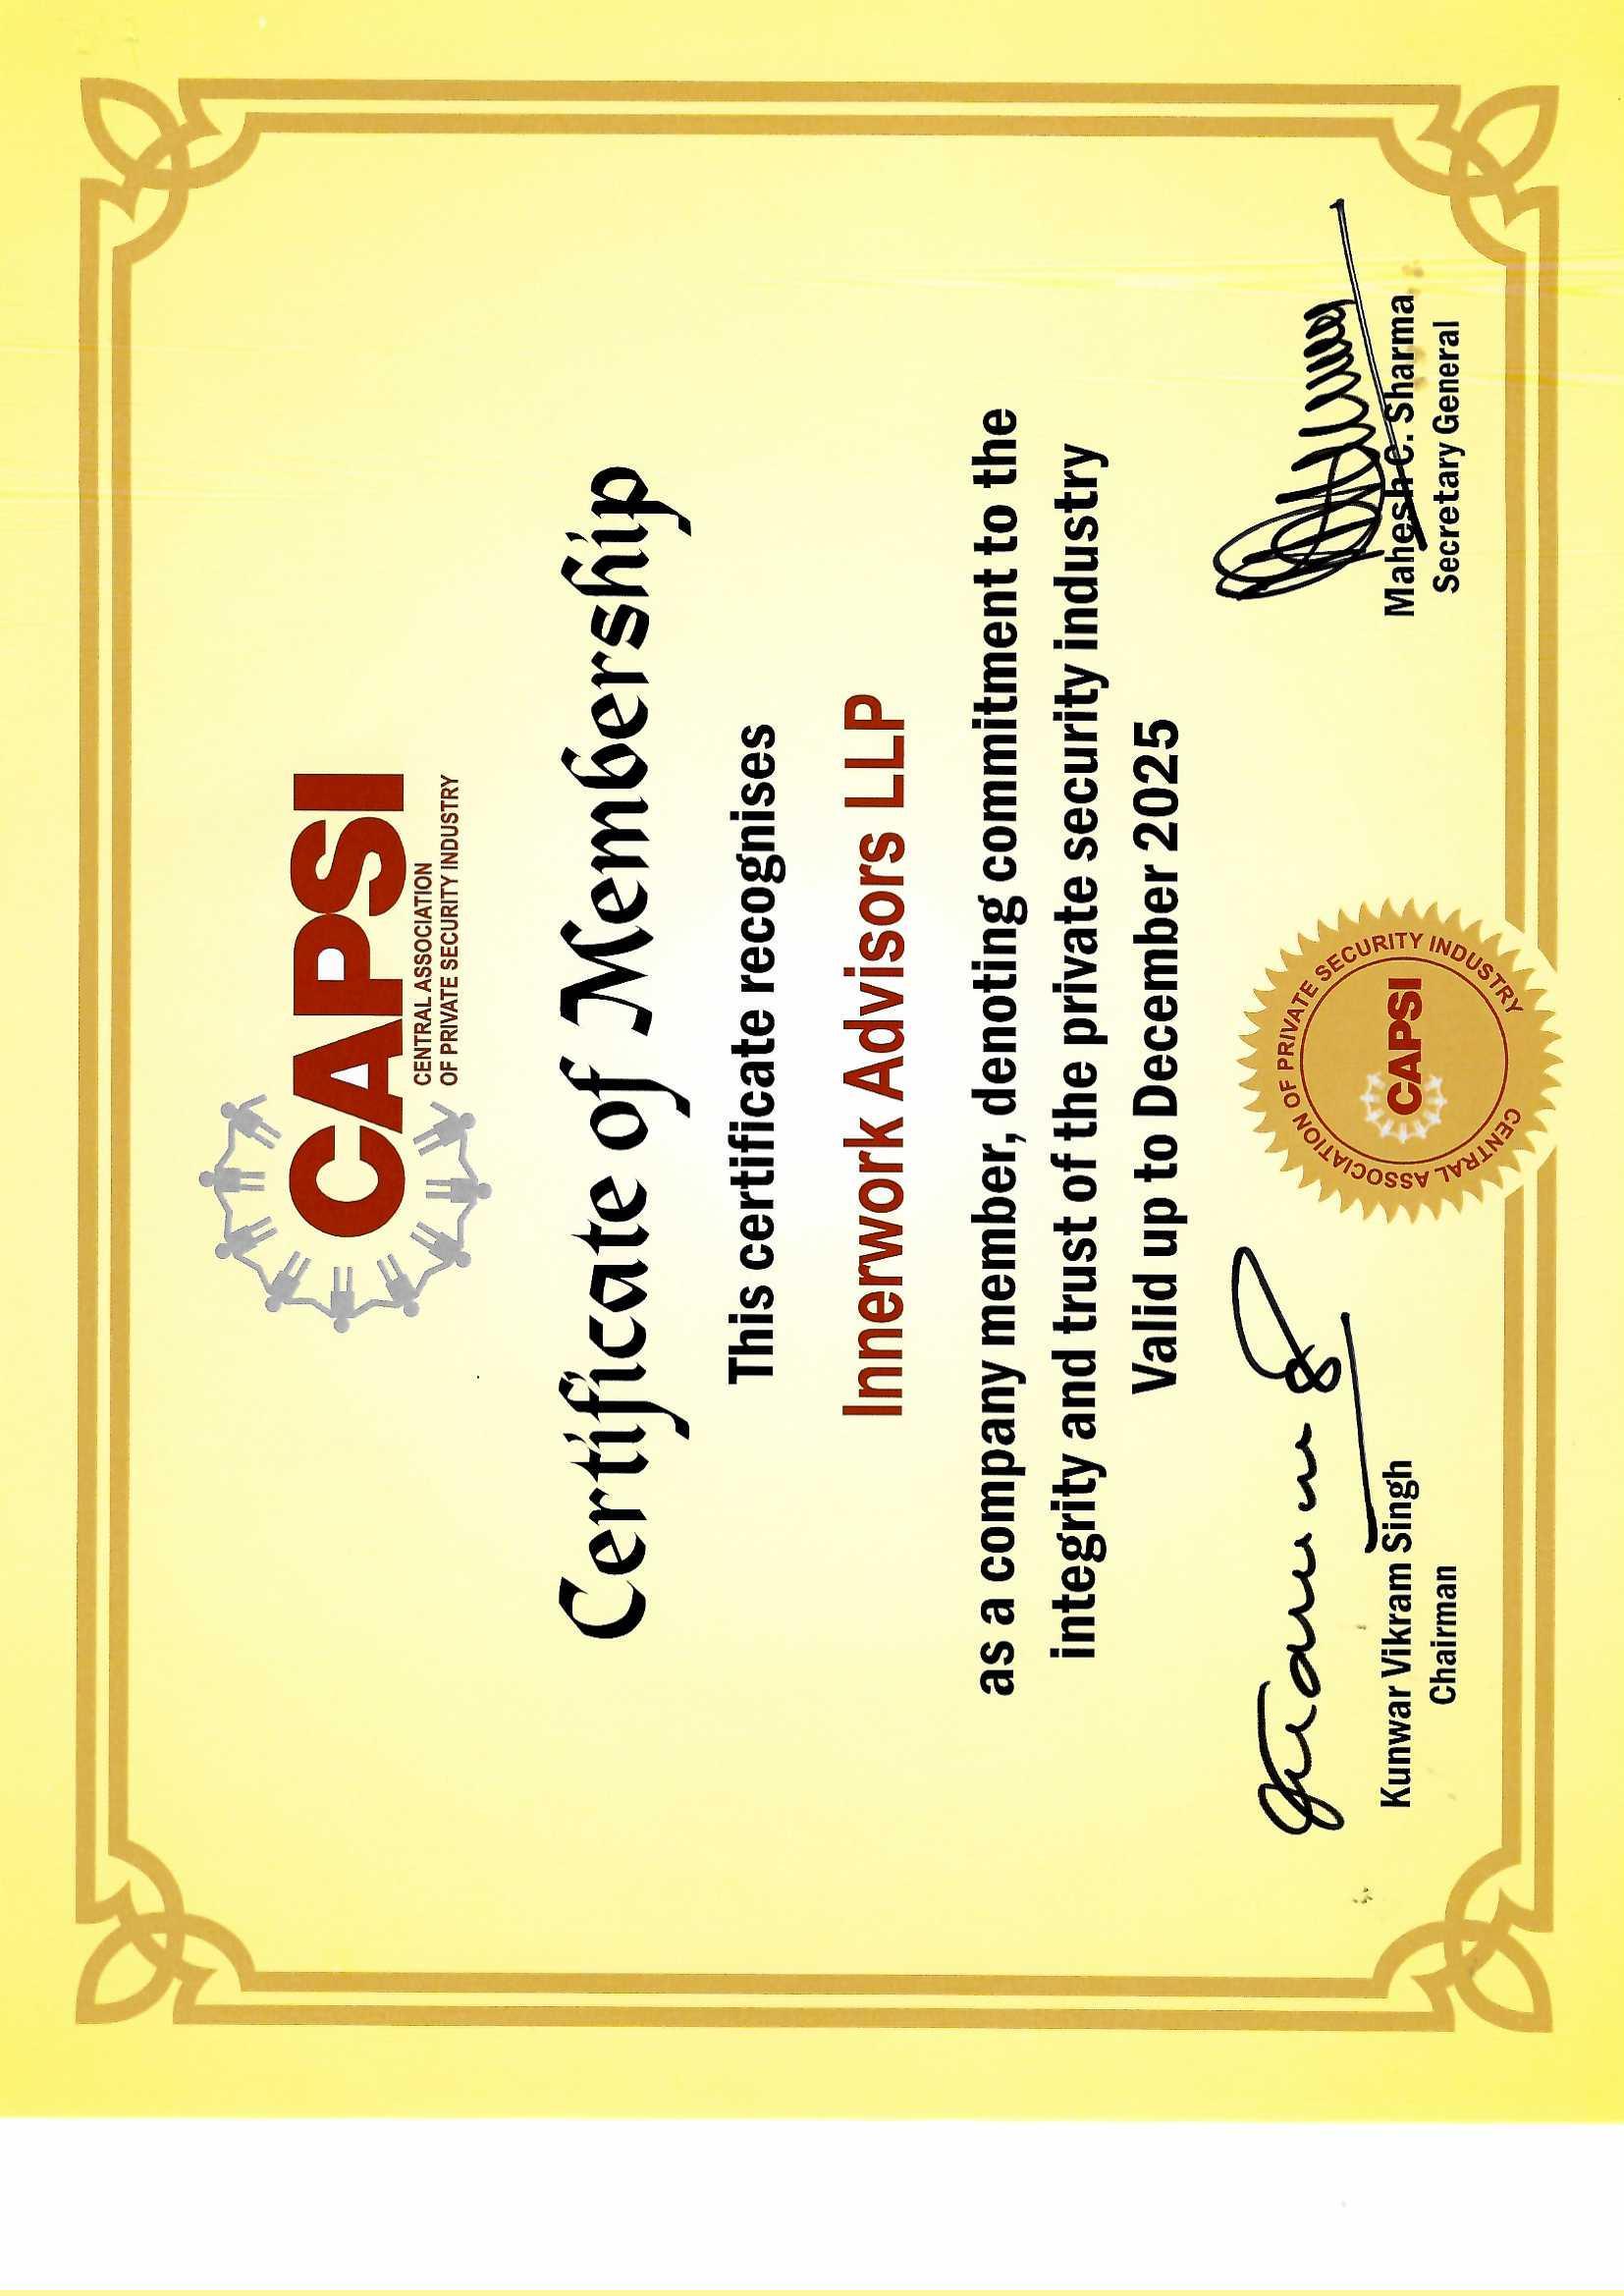 CAPSI
CENTRAL ASSOCIATION
OF PRIVATE SECURITY INDUSTRY
Certificate of Membership
This certificate recognises
Innerwork Advisors LLP
as a company member, denoting commitment to the
integrity and trust of the private security industry
Valid up to December 2025
Kunwar Vikram Singh
Chairman
CENTRAL ASSOCIATION OF PRIVATE SECURITY INDUSTRY
CAPSI
Mahesh C. Sharma
Secretary General